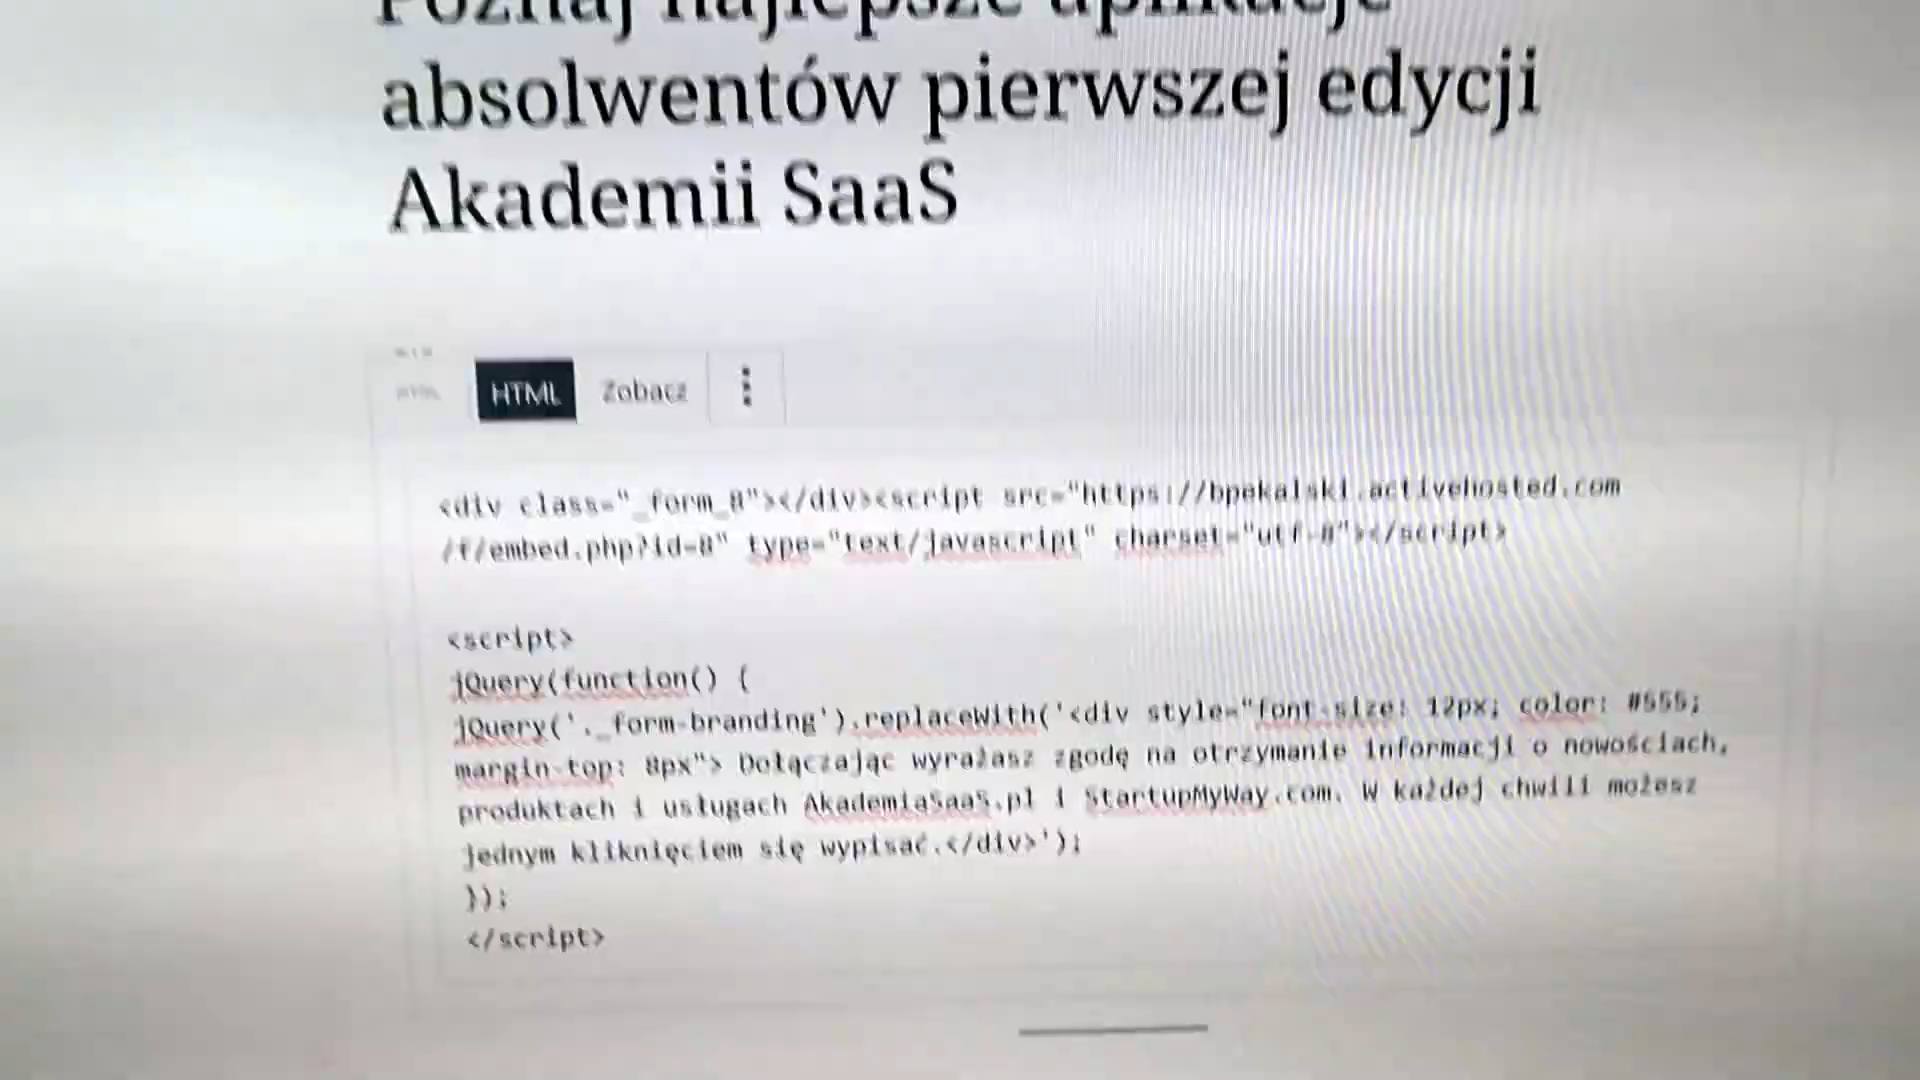 Poznaj najlepsze aplikacje
absolwentów pierwszej edycji
Akademii SaaS
HTML Zobacz
<div class="_form_8"></div><script src="https://bpekalski.activehosted.com
/f/embed.php?id=8" type="text/javascript" charset="utf-8"></script>
<script>
jQuery(function() {
jQuery('._form-branding').replaceWith('<div style="font-size: 12px; color: #555;
margin-top: 8px"> Dołączając wyrażasz zgodę na otrzymanie informacji o nowościach,
produktach i usługach AkademiaSaaS.pl i StartupMyWay.com. W każdej chwili możesz
jednym kliknięciem się wypisać.</div>');
});
</script>